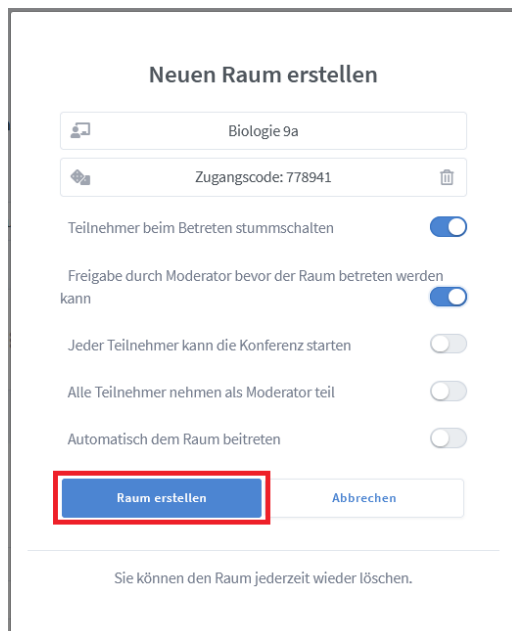 Neuen Raum erstellen
Biologie 9a
Zugangscode: 778941
Teilnehmer beim Betreten stummschalten
Freigabe durch Moderator bevor der Raum betreten werden
kann
Jeder Teilnehmer kann die Konferenz starten
Alle Teilnehmer nehmen als Moderator teil
Automatisch dem Raum beitreten
Raum erstellen
Abbrechen
Sie können den Raum jederzeit wieder löschen.